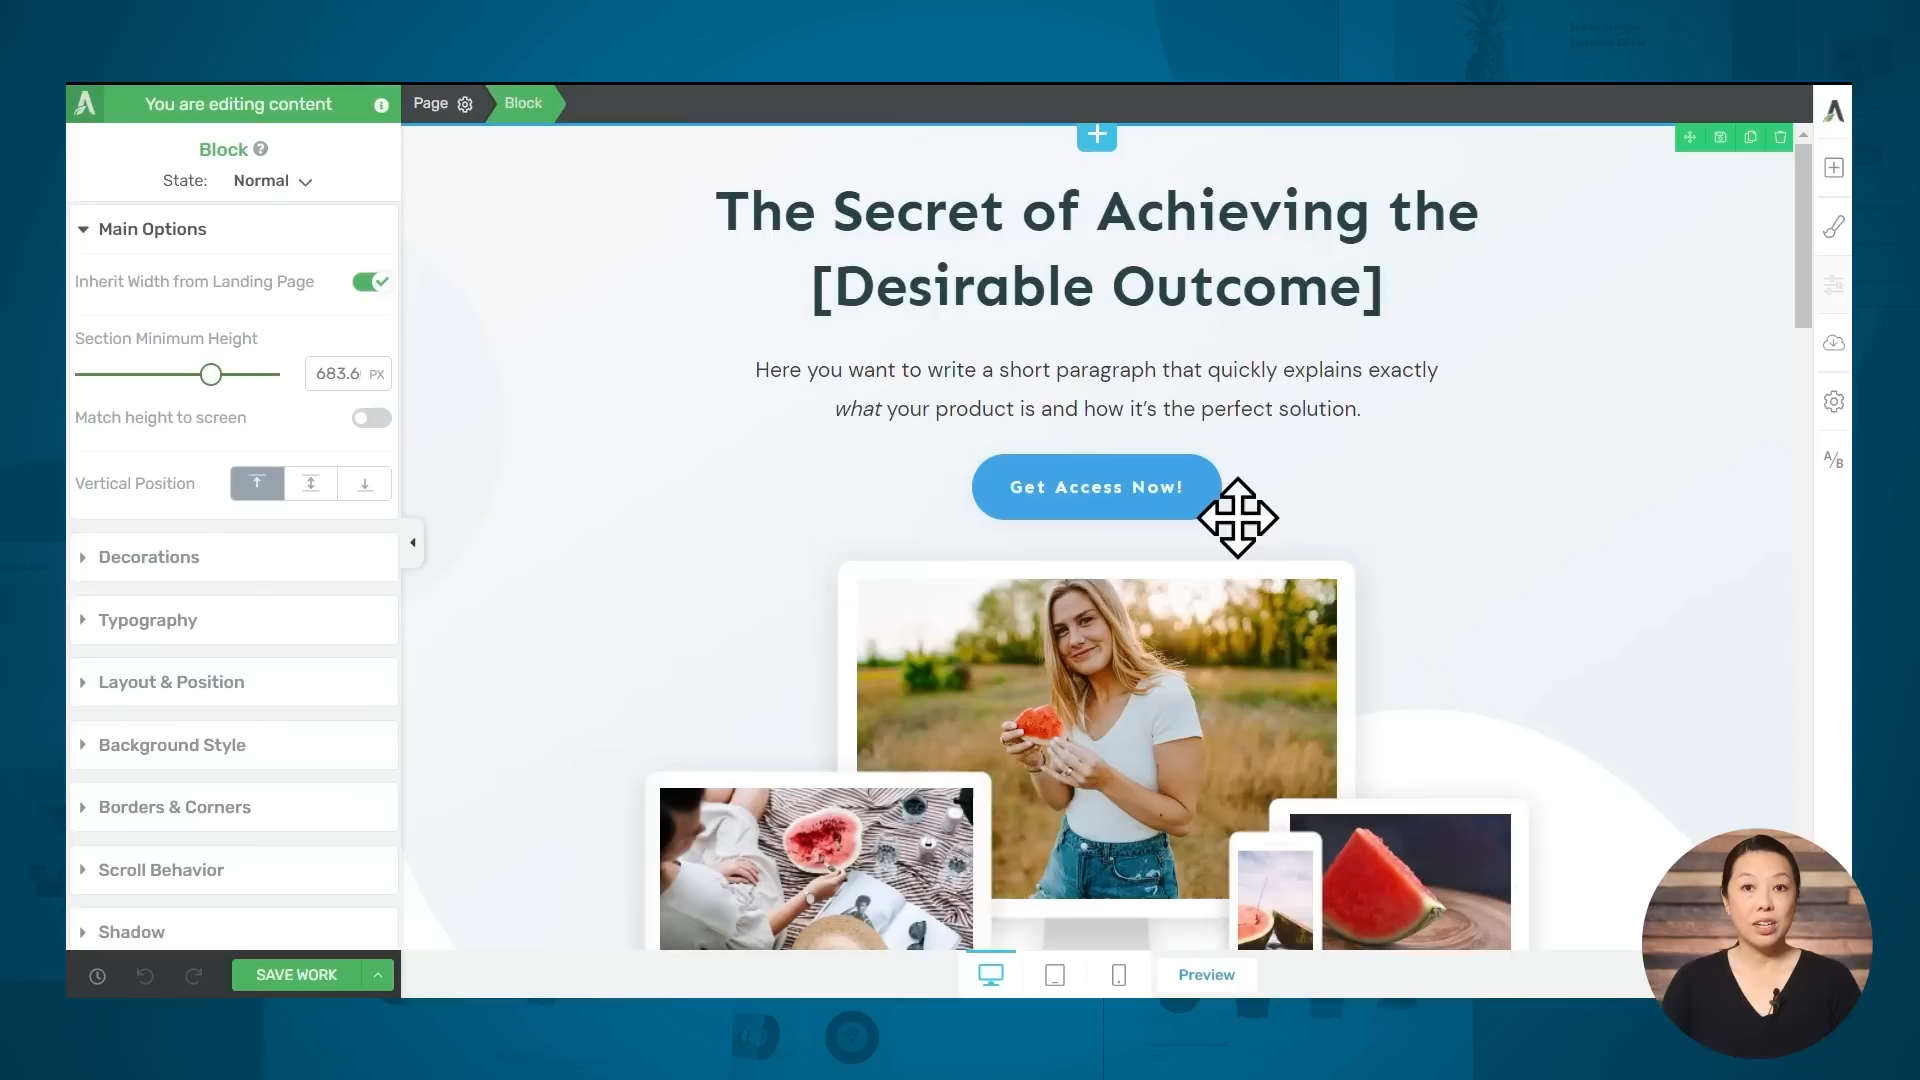 You are editing content
Page
Block
Block
State: Normal
Main Options
Inherit Width from Landing Page
Section Minimum Height
683.6 PX
Match height to screen
Vertical Position
Decorations
Typography
Layout & Position
Background Style
Borders & Corners
Scroll Behavior
Shadow
SAVE WORK
The Secret of Achieving the
[Desirable Outcome]
Here you want to write a short paragraph that quickly explains exactly
what your product is and how it’s the perfect solution.
Get Access Now!
Preview
A/B